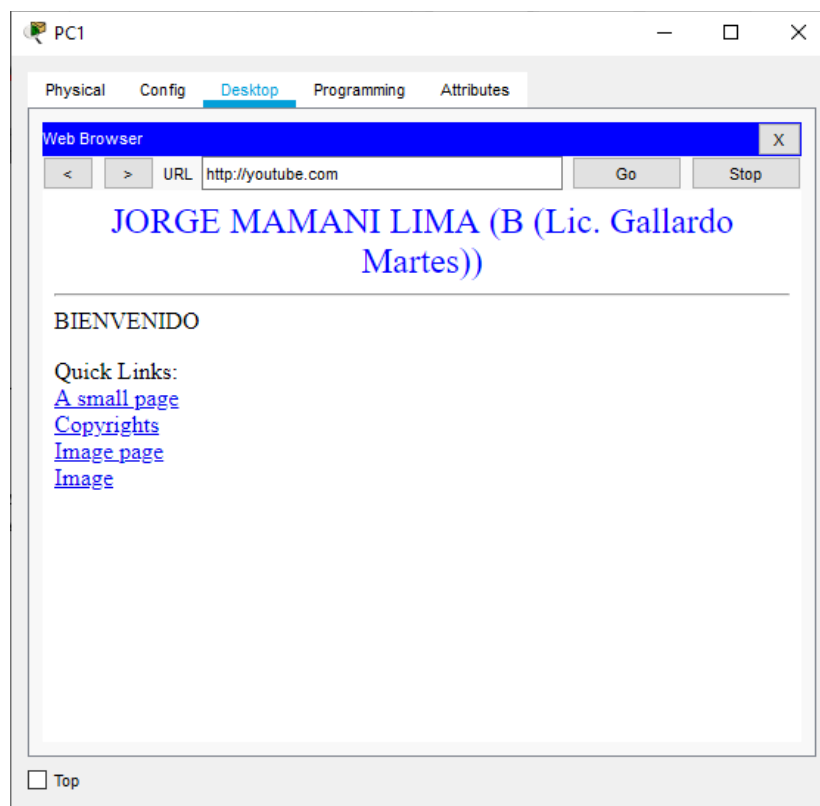 PC1
Physical Config Desktop Programming Attributes
Web Browser X
< > URL http://youtube.com Go Stop
JORGE MAMANI LIMA (B (Lic. Gallardo
Martes))
BIENVENIDO
Quick Links:
A small page
Copyrights
Image page
Image
Top